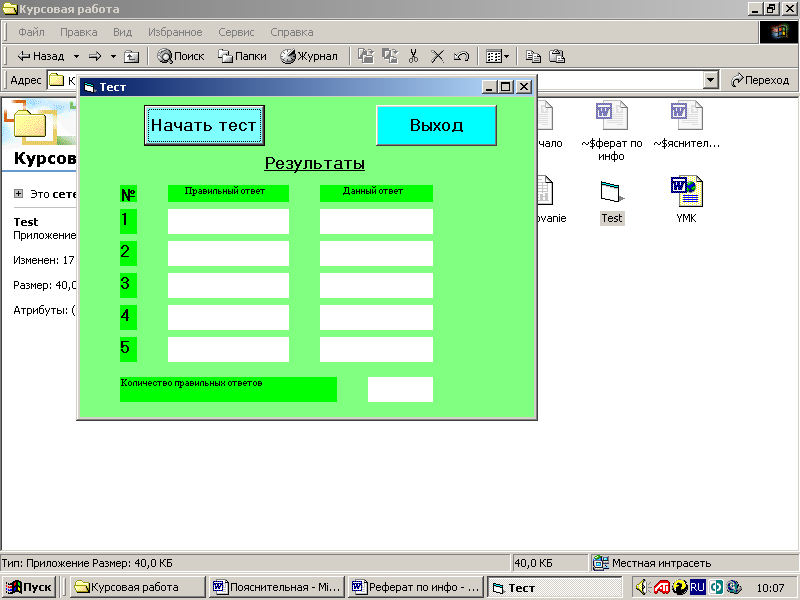 Курсовая работа
Файл Правка Вид Избранное Сервис Справка
Назад Поиск Папки Журнал
Адрес К Переход
Тест
Начать тест Выход
Результаты
№ Правильный ответ Данный ответ
1
2
3
4
5
Количество правильных ответов
Курсов
Это сете
Test
Приложение
Изменен: 17
Размер: 40,0
Атрибуты: (
чало ~$ферат по инфо ~$яснител...
ovanie Test УМК
Тип: Приложение Размер: 40,0 КБ 40,0 КБ Местная интрасеть
Пуск Курсовая работа Пояснительная - Mi... Реферат по инфо - ... Тест RU 10:07